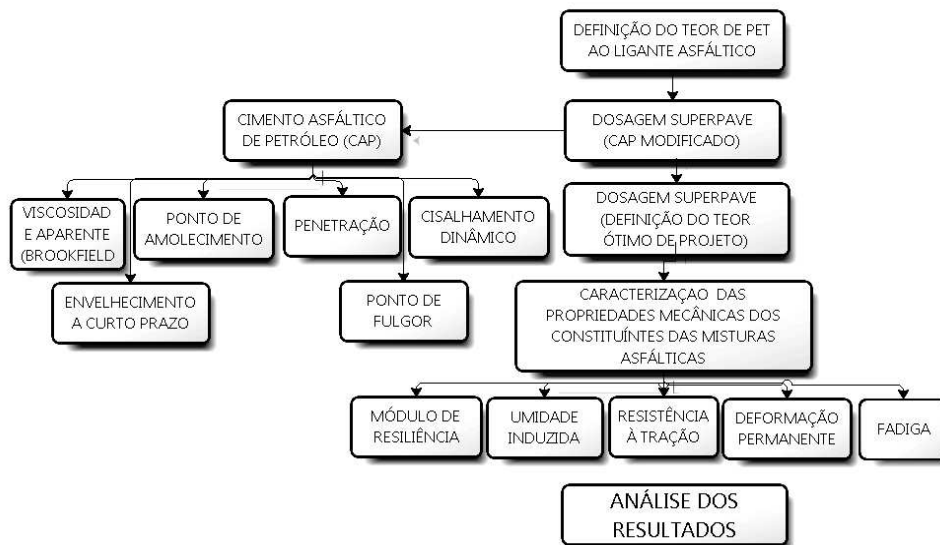 DEFINIÇÃO DO TEOR DE PET
AO LIGANTE ASFÁLTICO
CIMENTO ASFÁLTICO
DE PETRÓLEO (CAP)
DOSAGEM SUPERPAVE
(CAP MODIFICADO)
VISCOSIDAD
E APARENTE
(BROOKFIELD
PONTO DE
AMOLECIMENTO
PENETRAÇÃO
CISALHAMENTO
DINÂMICO
DOSAGEM SUPERPAVE
(DEFINIÇÃO DO TEOR
ÓTIMO DE PROJETO)
ENVELHECIMENTO
A CURTO PRAZO
PONTO DE
FULGOR
CARACTERIZAÇAO DAS
PROPRIEDADES MECÂNICAS DOS
CONSTITUÍNTES DAS MISTURAS
ASFÁLTICAS
MÓDULO DE
RESILIÊNCIA
UMIDADE
INDUZIDA
RESISTÊNCIA
À TRAÇÃO
DEFORMAÇÃO
PERMANENTE
FADIGA
ANÁLISE DOS
RESULTADOS